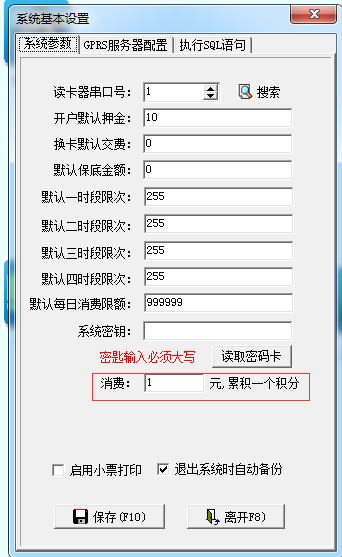 系统基本设置
系统参数 GPRS服务器配置 执行SQL语句
读卡器串口号： 1 搜索
开户默认押金： 10
换卡默认交费： 0
默认保底金额： 0
默认一时段限次： 255
默认二时段限次： 255
默认三时段限次： 255
默认四时段限次： 255
默认每日消费限额： 999999
系统密钥：
密匙输入必须大写 读取密码卡
消费： 1 元,累积一个积分
启用小票打印 退出系统时自动备份
保存(F10) 离开F8)